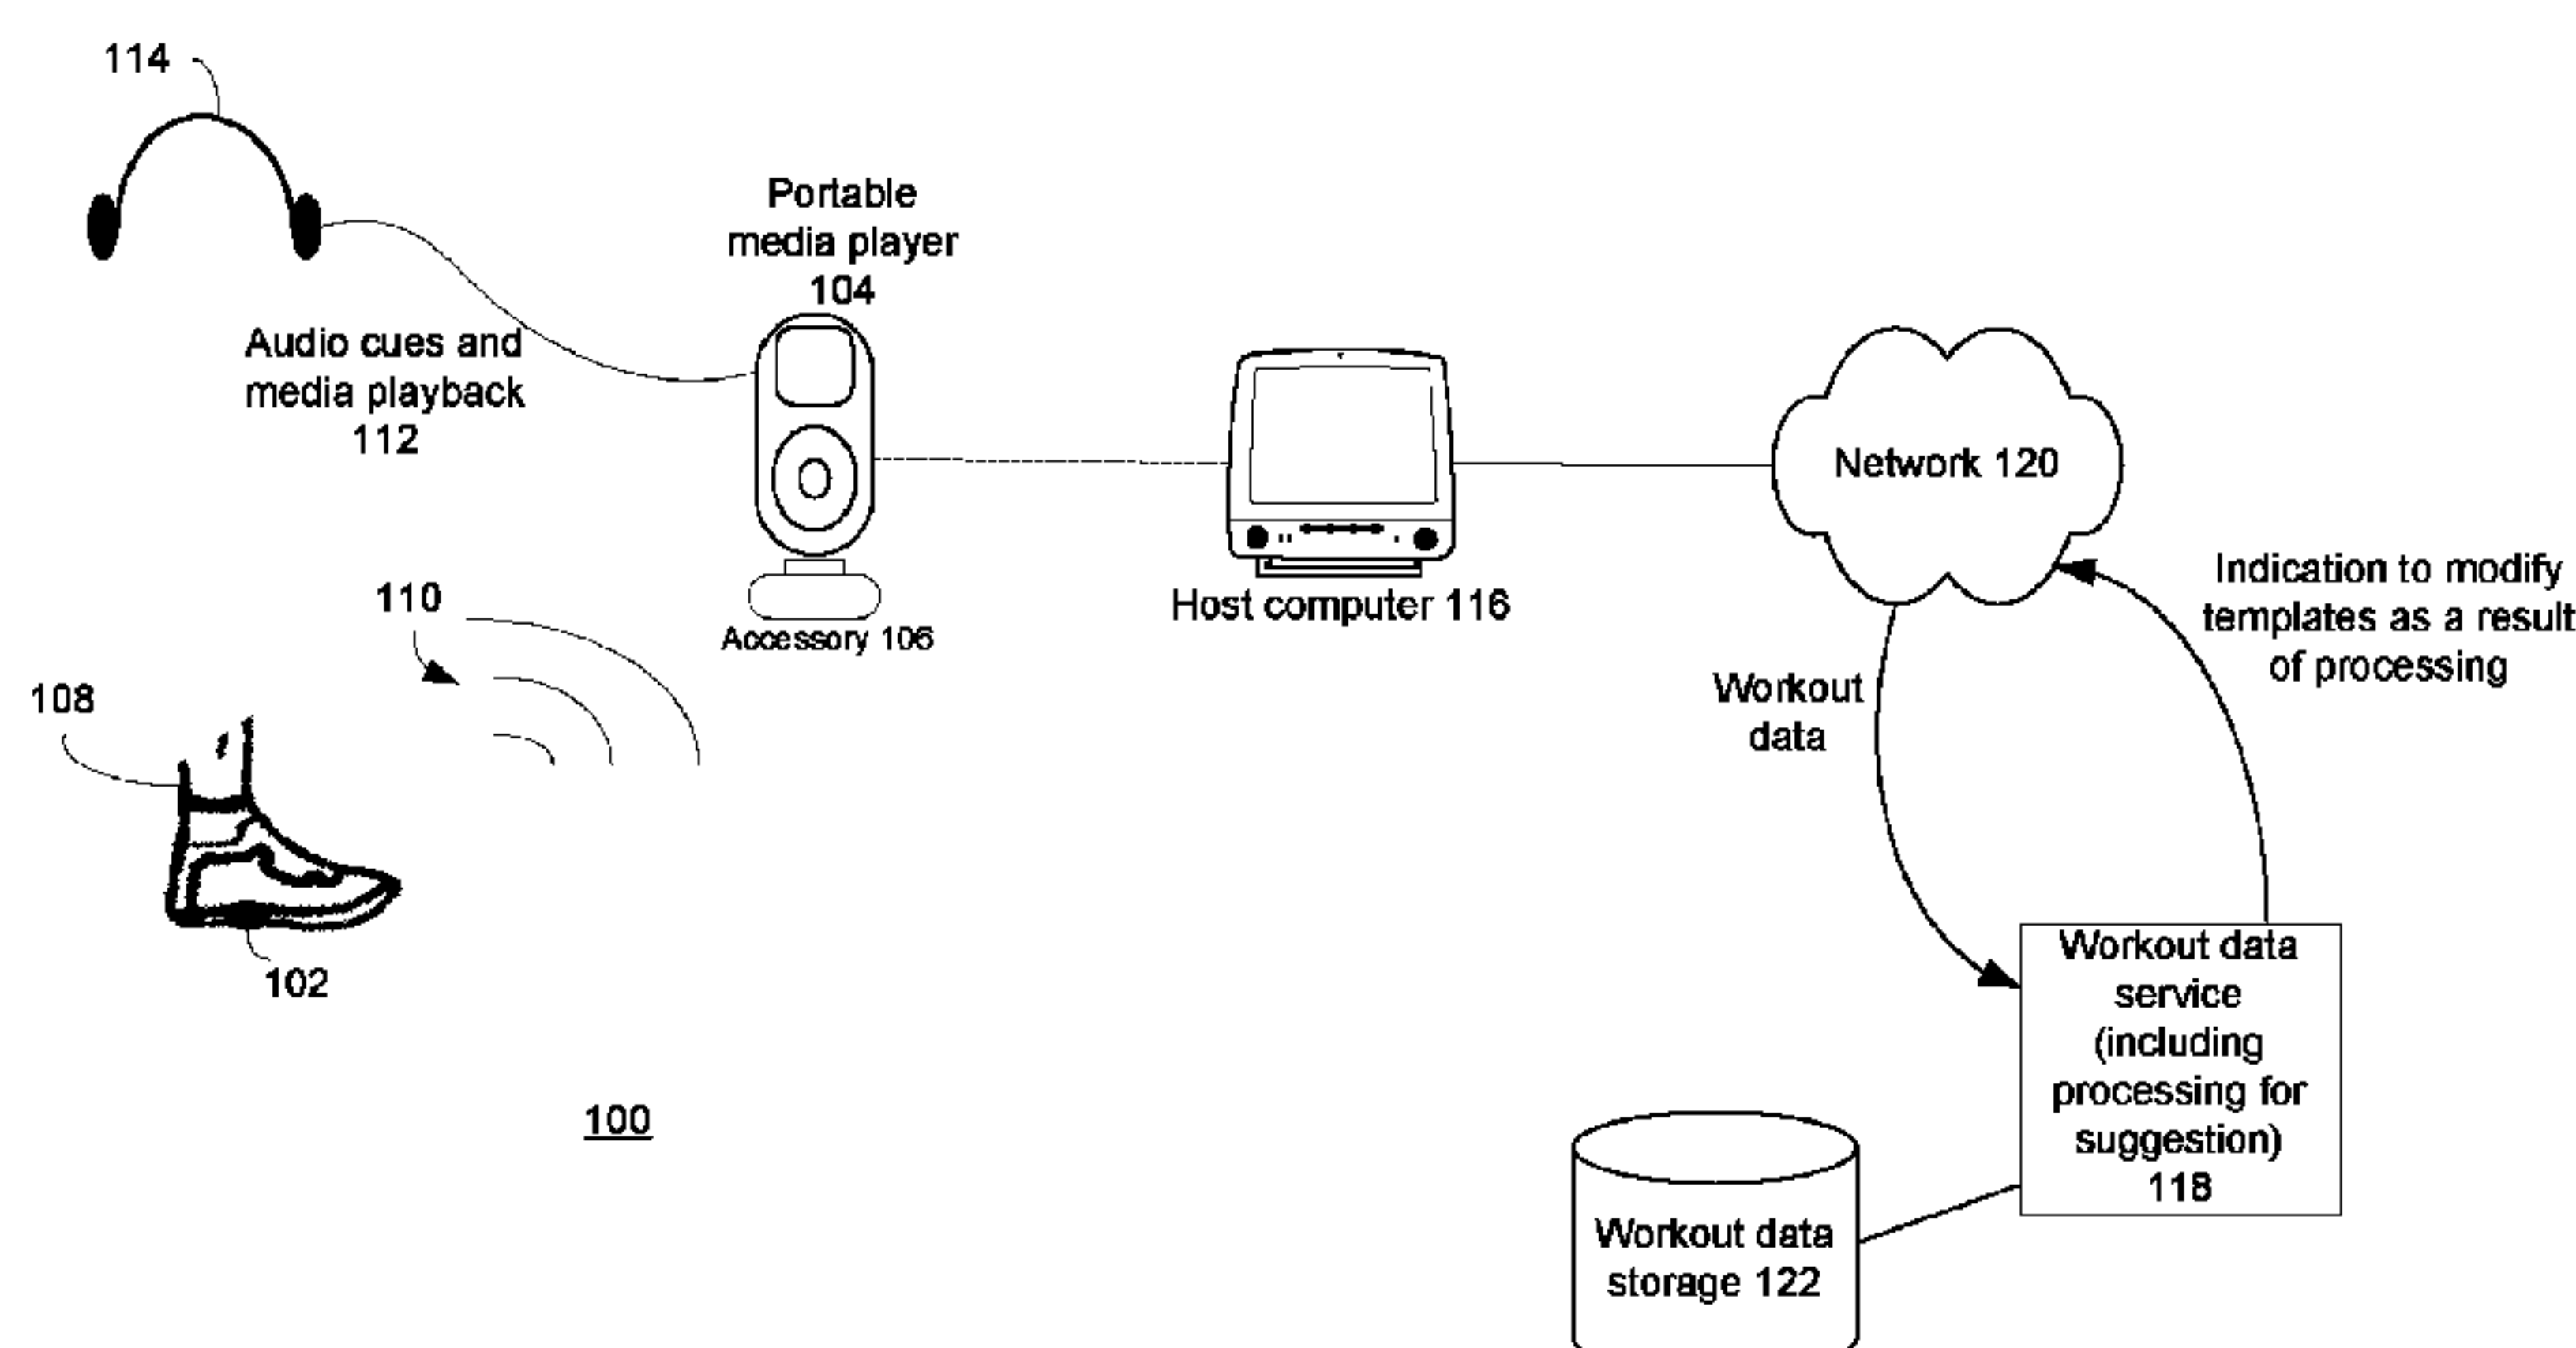 114
Portable
media player
104
Audio cues and
media playback
112
Network 120
Indication to modify
templates as a result
of processing
110
Accessory 106
Host computer 116
108
Workout
data
102
Workout data
service
(including
processing for
suggestion)
118
100
Workout data
storage 122